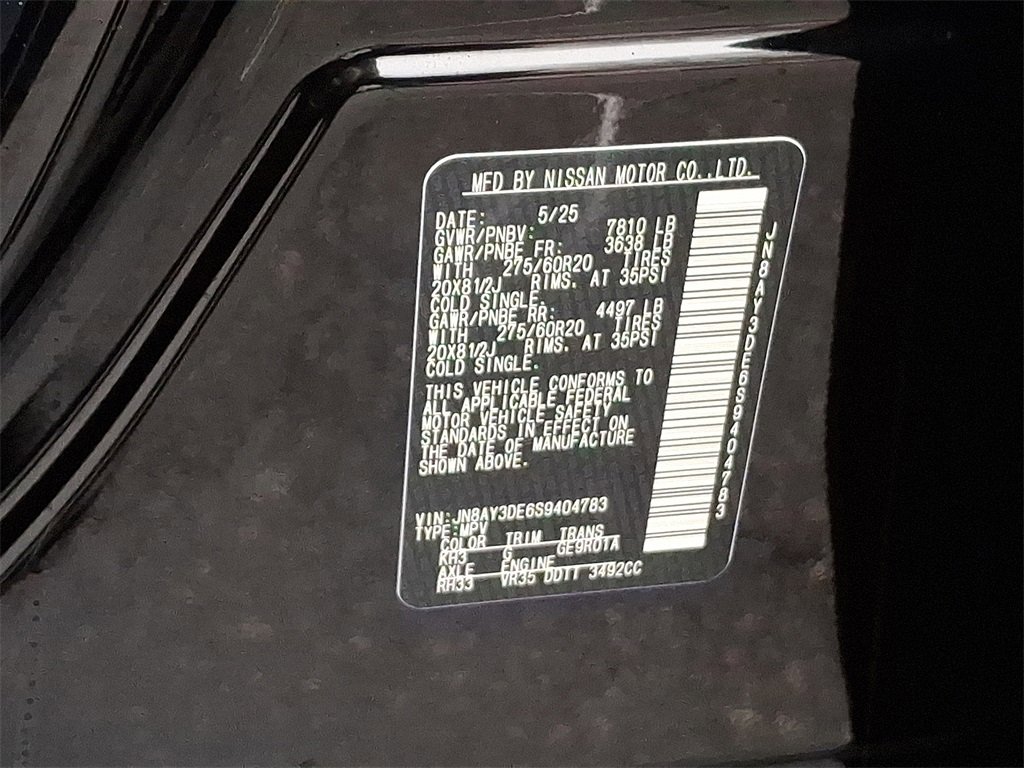 MFD BY NISSAN MOTOR CO.,LTD.
DATE: 5/25
GVWR/PNBV: 7810 LB
GAWR/PNBE FR: 3638 LB
WITH 275/60R20 TIRES
20X81/2J RIMS. AT 35PSI
COLD SINGLE.
GAWR/PNBE RR: 4497 LB
WITH 275/60R20 TIRES
20X81/2J RIMS. AT 35PSI
COLD SINGLE.
THIS VEHICLE CONFORMS TO
ALL APPLICABLE FEDERAL
MOTOR VEHICLE SAFETY
STANDARDS IN EFFECT ON
THE DATE OF MANUFACTURE
SHOWN ABOVE.
VIN:JN8AY3DE6S9404783
TYPE:MPV
COLOR TRIM TRANS
KH3 G GE9R01A
AXLE ENGINE
RH33 VR35 DDTT 3492CC
JN8AY3DE6S9404783